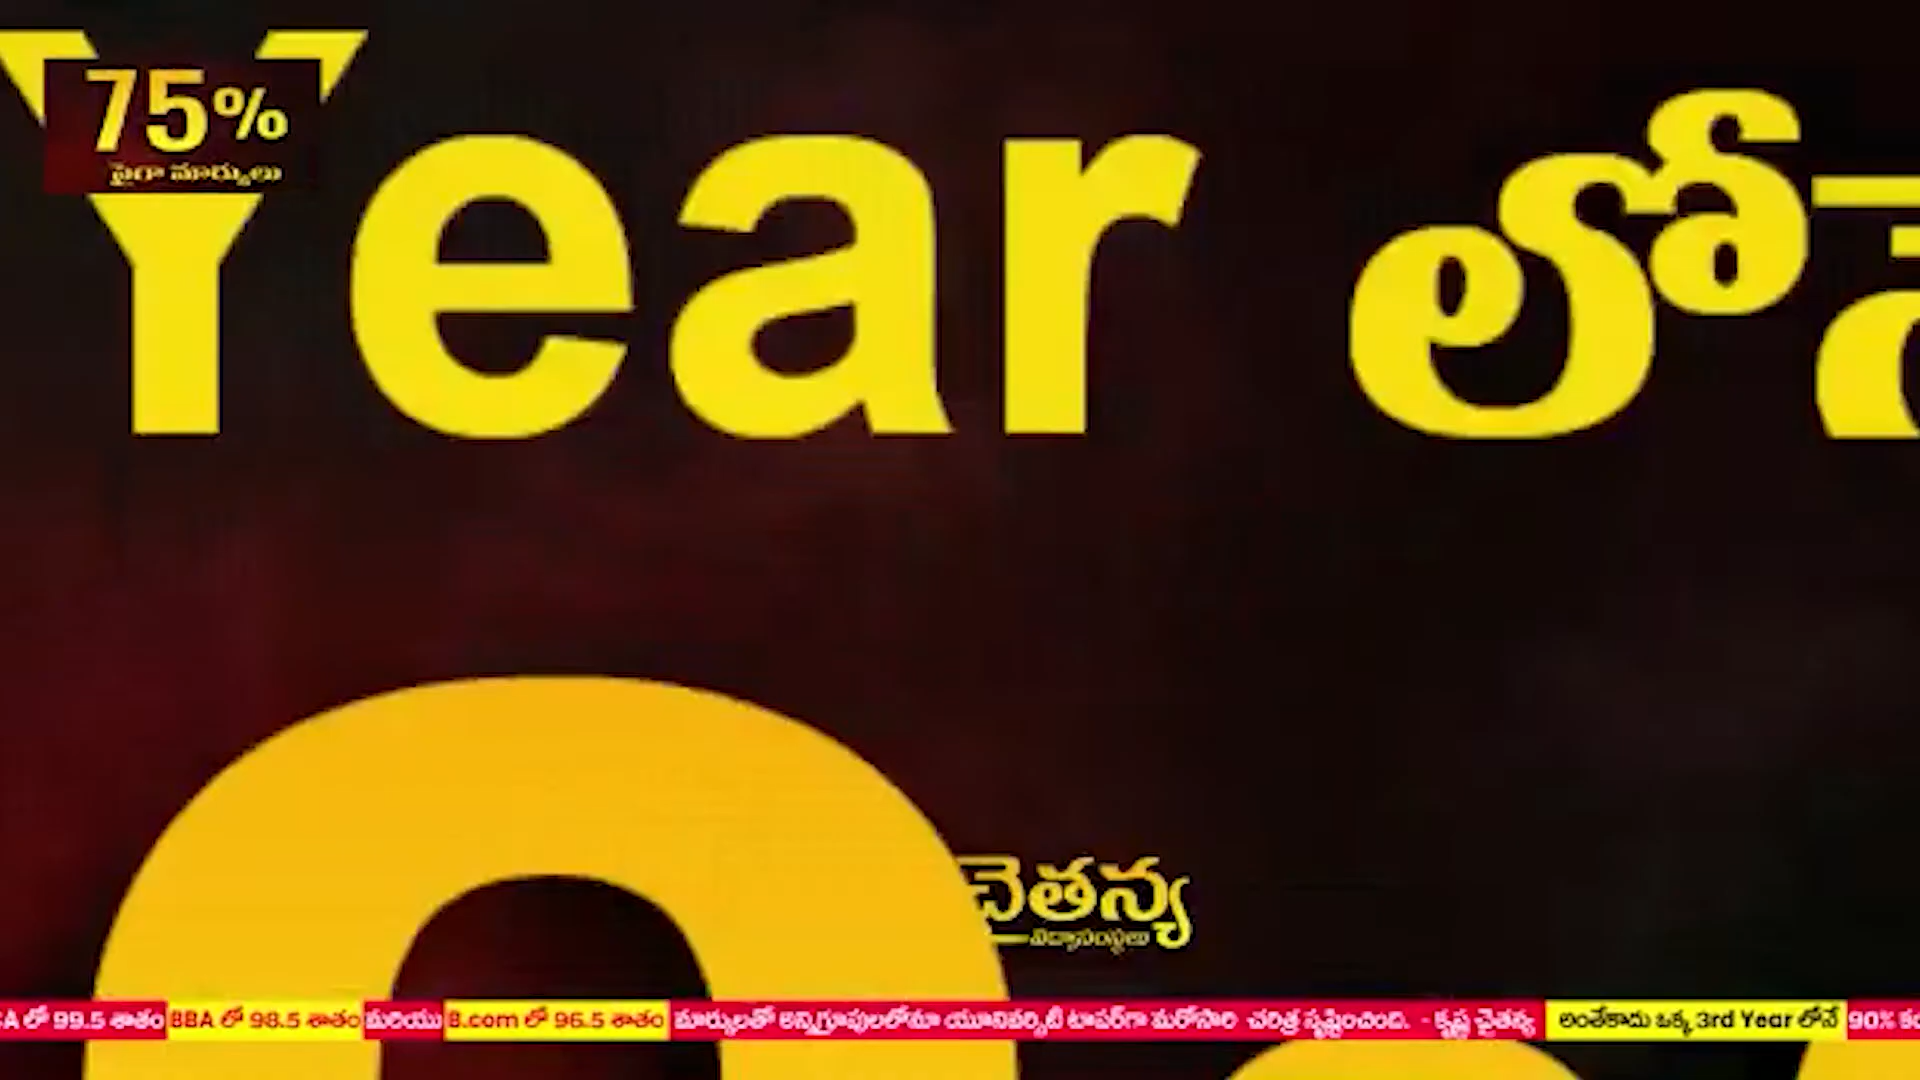 75%
పైగా మార్కులు
Year లోనే
చైతన్య
విద్యాసంస్థలు
లో 99.5 శాతం BBA లో 98.5 శాతం మరియు B.com లో 96.5 శాతం మార్కులతో అన్నిగ్రూపులలోనూ యూనివర్సిటీ టాపర్‌గా మరోసారి చరిత్ర సృష్టించింది. - కృష్ణ చైతన్య అంతేకాదు ఒక్క 3rd Year లోనే 90%